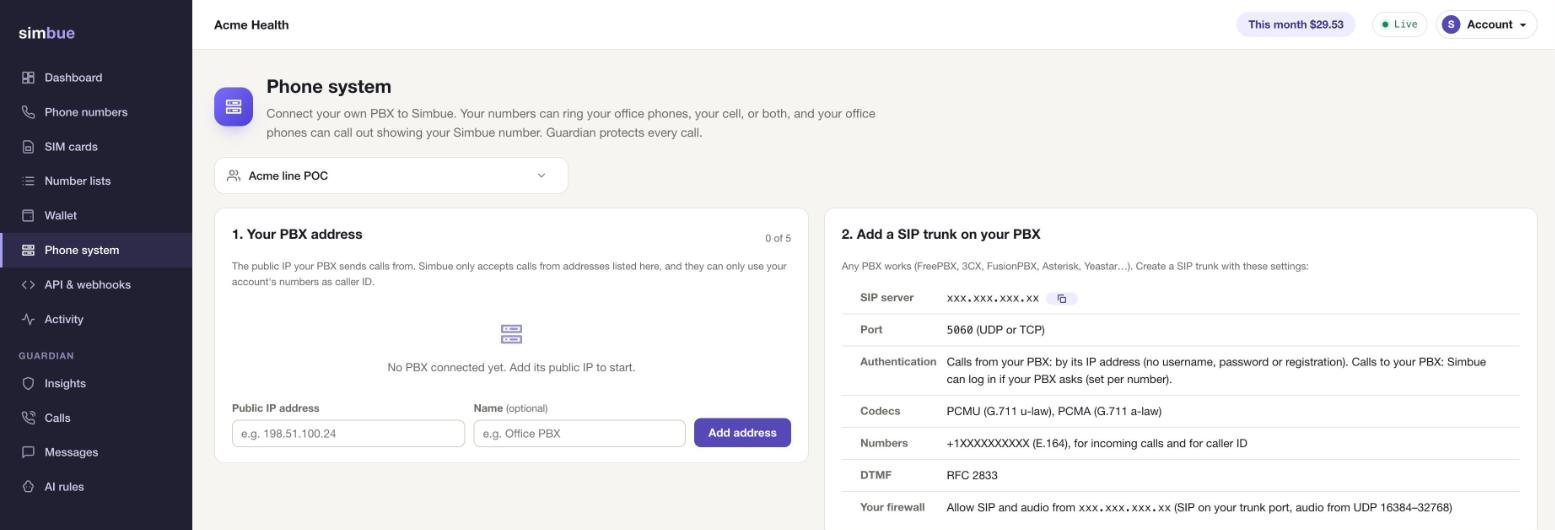 simbue
Acme Health
This month $29.53
Live
S
Account
Dashboard
Phone numbers
SIM cards
Number lists
Wallet
Phone system
API & webhooks
Activity
GUARDIAN
Insights
Calls
Messages
AI rules
Phone system
Connect your own PBX to Simbue. Your numbers can ring your office phones, your cell, or both, and your office
phones can call out showing your Simbue number. Guardian protects every call.
Acme line POC
1. Your PBX address
0 of 5
The public IP your PBX sends calls from. Simbue only accepts calls from addresses listed here, and they can only use your
account's numbers as caller ID.
No PBX connected yet. Add its public IP to start.
Public IP address
Name (optional)
e.g. 198.51.100.24
e.g. Office PBX
Add address
2. Add a SIP trunk on your PBX
Any PBX works (FreePBX, 3CX, FusionPBX, Asterisk, Yeastar…). Create a SIP trunk with these settings:
SIP server xxx.xxx.xxx.xx
Port 5060 (UDP or TCP)
Authentication Calls from your PBX: by its IP address (no username, password or registration). Calls to your PBX: Simbue
can log in if your PBX asks (set per number).
Codecs PCMU (G.711 u-law), PCMA (G.711 a-law)
Numbers +1XXXXXXXXXX (E.164), for incoming calls and for caller ID
DTMF RFC 2833
Your firewall Allow SIP and audio from xxx.xxx.xxx.xx (SIP on your trunk port, audio from UDP 16384–32768)